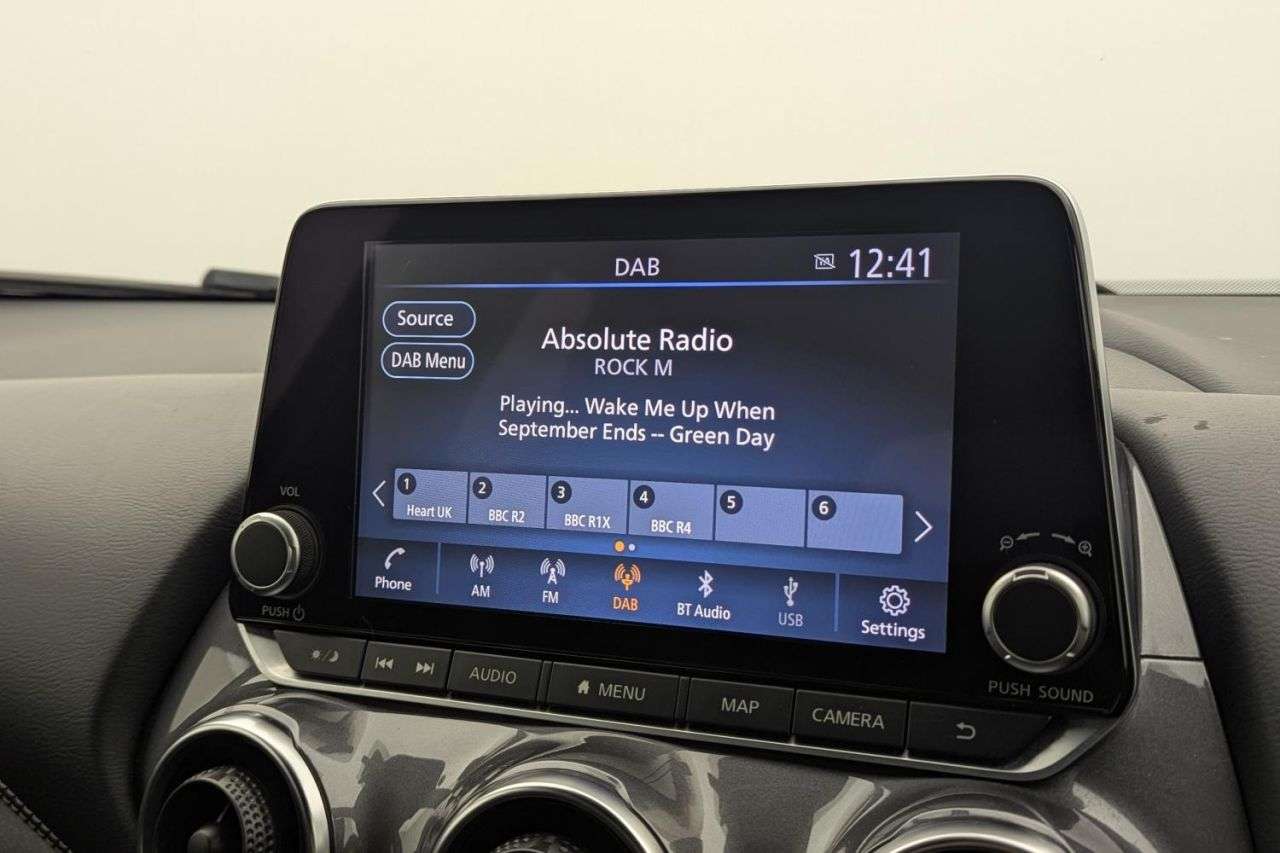 DAB
TA
12:41
Source
Absolute Radio
ROCK M
DAB Menu
Playing... Wake Me Up When
September Ends -- Green Day
1 2 3 4 5 6
Heart UK BBC R2 BBC R1X BBC R4
Phone AM FM DAB BT Audio USB Settings
VOL
PUSH
PUSH SOUND
AUDIO MENU MAP CAMERA